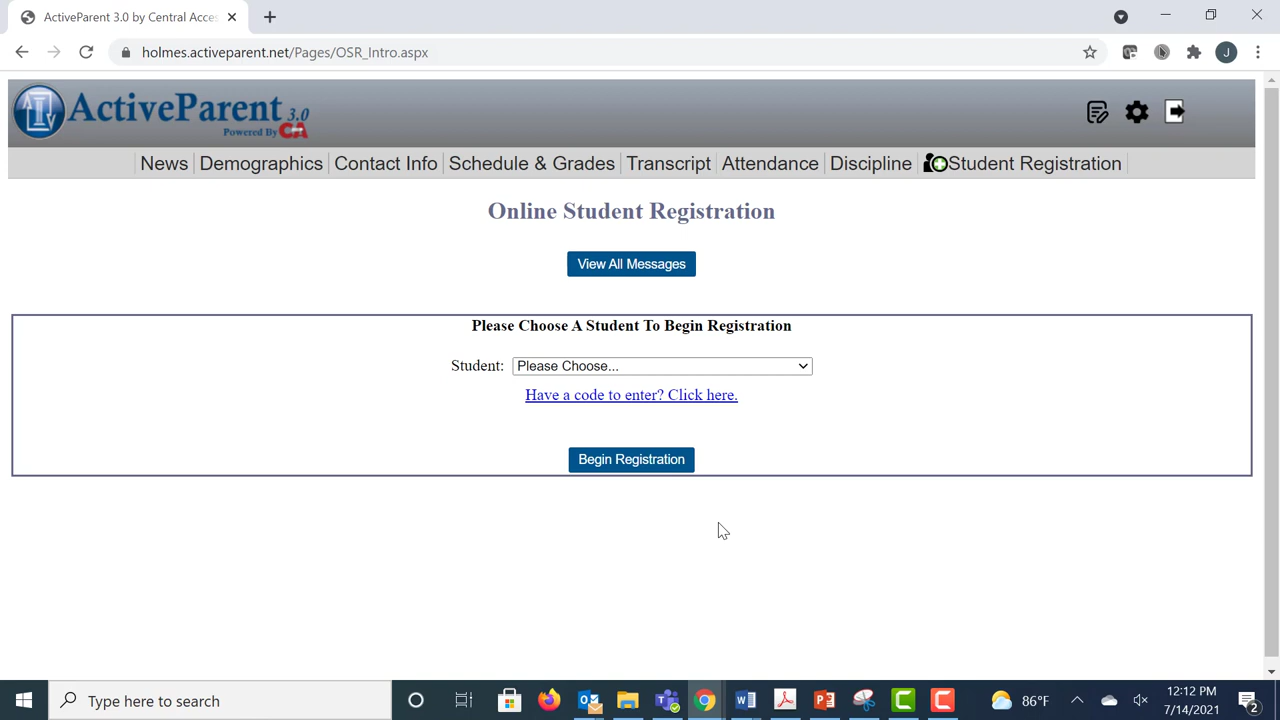 ActiveParent 3.0 by Central Acces
holmes.activeparent.net/Pages/OSR_Intro.aspx
J
ActiveParent 3.0
Powered By CA
News Demographics Contact Info Schedule & Grades Transcript Attendance Discipline Student Registration
Online Student Registration
View All Messages
Please Choose A Student To Begin Registration
Student: Please Choose...
Have a code to enter? Click here.
Begin Registration
Type here to search
86°F
12:12 PM
7/14/2021
2